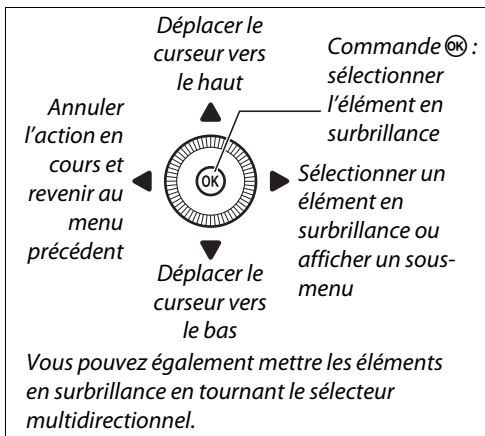 Déplacer le
curseur vers
le haut
Commande OK :
sélectionner
l'élément en
surbrillance
Annuler
l'action en
cours et
revenir au
menu
précédent
OK
Sélectionner un
élément en
surbrillance ou
afficher un sous-
menu
Déplacer le
curseur vers
le bas
Vous pouvez également mettre les éléments
en surbrillance en tournant le sélecteur
multidirectionnel.